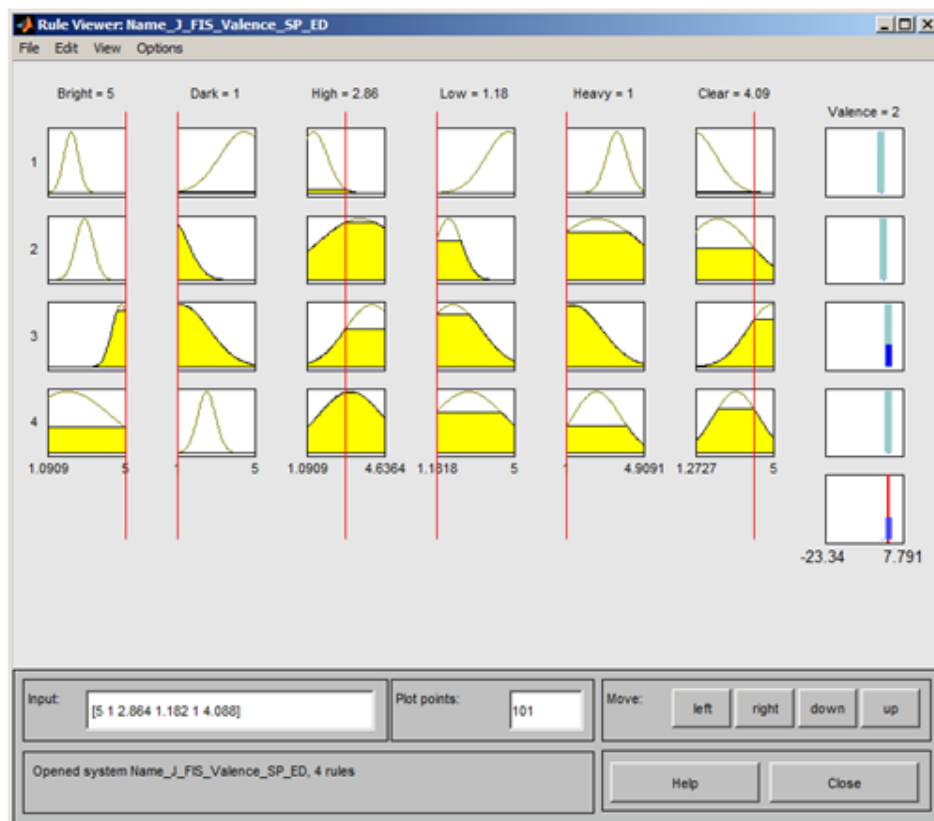 Rule Viewer: Name_J_FIS_Valence_SP_ED
File Edit View Options
Bright = 5 Dark = 1 High = 2.86 Low = 1.18 Heavy = 1 Clear = 4.09 Valence = 2
1
2
3
4
1.0909 5 1 5 1.0909 4.6364 1.1818 5 1 4.9091 1.2727 5
-23.34 7.791
Input: [5 1 2.864 1.182 1 4.088] Plot points: 101 Move: left right down up
Opened system Name_J_FIS_Valence_SP_ED, 4 rules Help Close